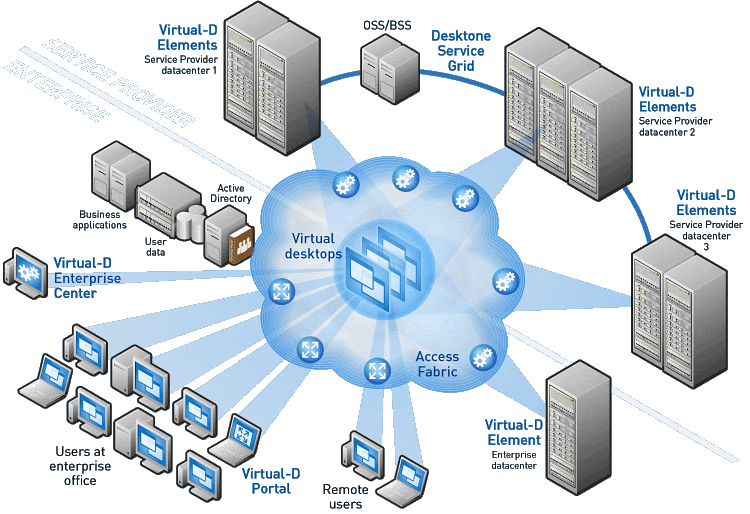 Virtual-D
Elements
Service Provider
datacenter 1
OSS/BSS
Desktone
Service
Grid
SERVICE PROVIDER
ENTERPRISE
Virtual-D
Elements
Service Provider
datacenter 2
Business
applications
User
data
Active
Directory
Virtual-D
Elements
Service Provider
datacenter
3
Virtual
desktops
Virtual-D
Enterprise
Center
Access
Fabric
Users at
enterprise
office
Virtual-D
Portal
Remote
users
Virtual-D
Element
Enterprise
datacenter